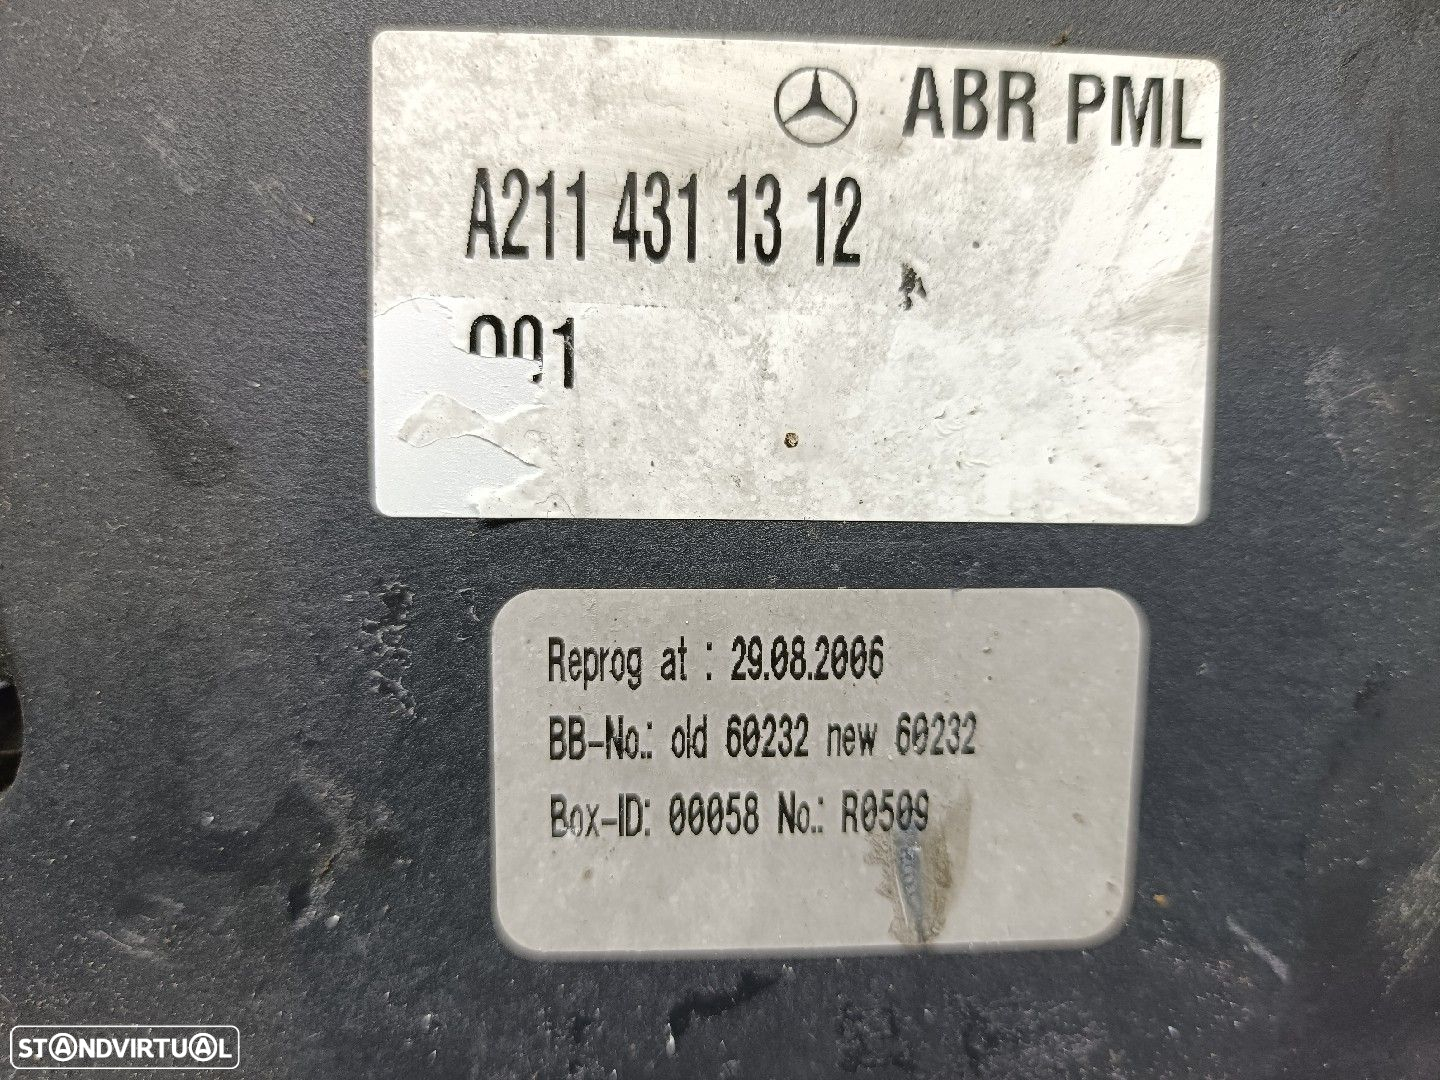 ABR PML
A211 431 13 12
Reprog at : 29.08.2006
BB-No.: old 60232 new 60232
Box-ID: 00058 No.: R0509
STANDVIRTUAL